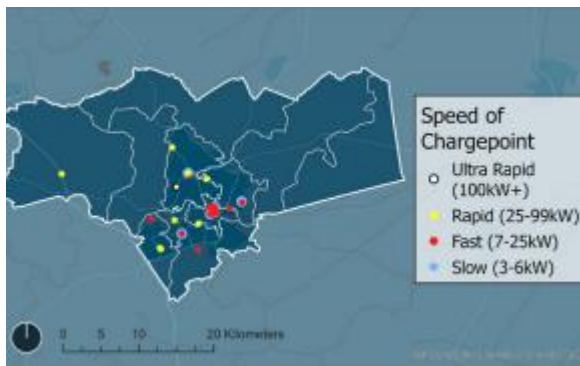 Speed of
Chargepoint
Ultra Rapid
(100kW+)
Rapid (25-99kW)
Fast (7-25kW)
Slow (3-6kW)
0 5 10 20 Kilometers